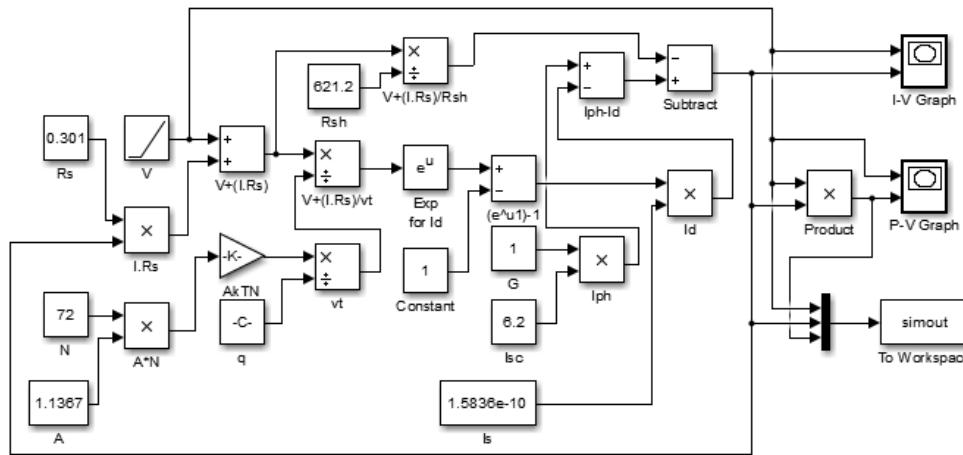 621.2
Rsh
× ÷
V+(I.Rs)/Rsh
+ −
Iph-Id
− +
Subtract
I-V Graph
0.301
Rs
V
+ +
V+(I.Rs)
× ÷
V+(I.Rs)/vt
e^u
Exp
for Id
+ −
(e^u1)-1
×
Id
×
Product
P-V Graph
×
I.Rs
-K-
AkTN
× ÷
vt
1
Constant
1
G
×
Iph
72
N
×
A*N
-C-
q
6.2
Isc
simout
To Workspac
1.1367
A
1.5836e-10
Is